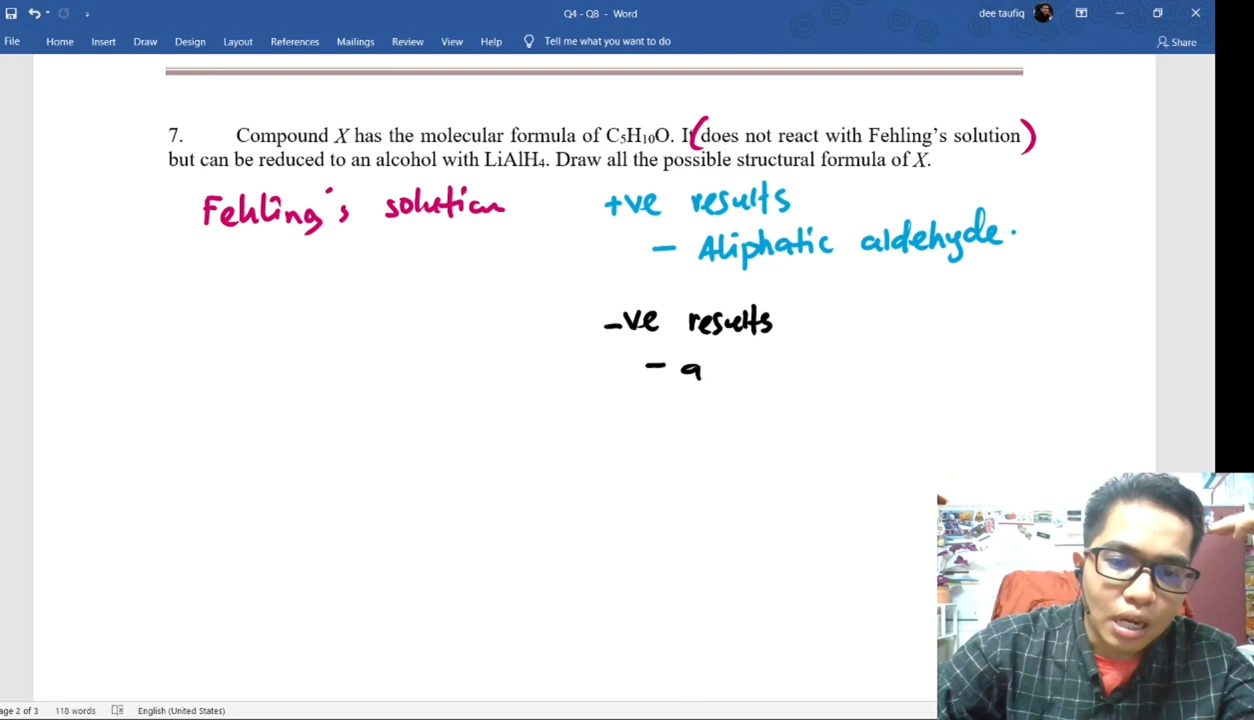 Q4 - Q8 - Word
dee taufiq
File Home Insert Draw Design Layout References Mailings Review View Help Tell me what you want to do
Share
7. Compound X has the molecular formula of C₅H₁₀O. It (does not react with Fehling's solution)
but can be reduced to an alcohol with LiAlH₄. Draw all the possible structural formula of X.
Fehling's solution
+ve results
- Aliphatic aldehyde.
-ve results
- a
age 2 of 3 118 words English (United States)